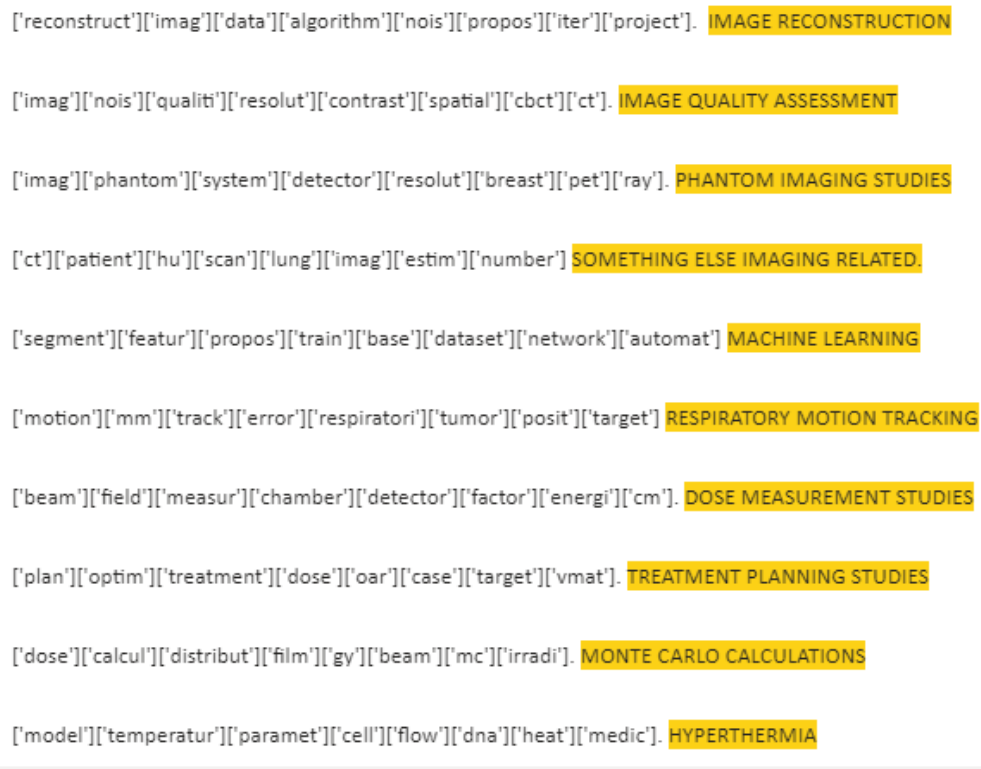 ['reconstruct']['imag']['data']['algorithm']['nois']['propos']['iter']['project']. IMAGE RECONSTRUCTION
['imag']['nois']['qualiti']['resolut']['contrast']['spatial']['cbct']['ct']. IMAGE QUALITY ASSESSMENT
['imag']['phantom']['system']['detector']['resolut']['breast']['pet']['ray']. PHANTOM IMAGING STUDIES
['ct']['patient']['hu']['scan']['lung']['imag']['estim']['number'] SOMETHING ELSE IMAGING RELATED.
['segment']['featur']['propos']['train']['base']['dataset']['network']['automat'] MACHINE LEARNING
['motion']['mm']['track']['error']['respiratori']['tumor']['posit']['target'] RESPIRATORY MOTION TRACKING
['beam']['field']['measur']['chamber']['detector']['factor']['energi']['cm']. DOSE MEASUREMENT STUDIES
['plan']['optim']['treatment']['dose']['oar']['case']['target']['vmat']. TREATMENT PLANNING STUDIES
['dose']['calcul']['distribut']['film']['gy']['beam']['mc']['irradi']. MONTE CARLO CALCULATIONS
['model']['temperatur']['paramet']['cell']['flow']['dna']['heat']['medic']. HYPERTHERMIA